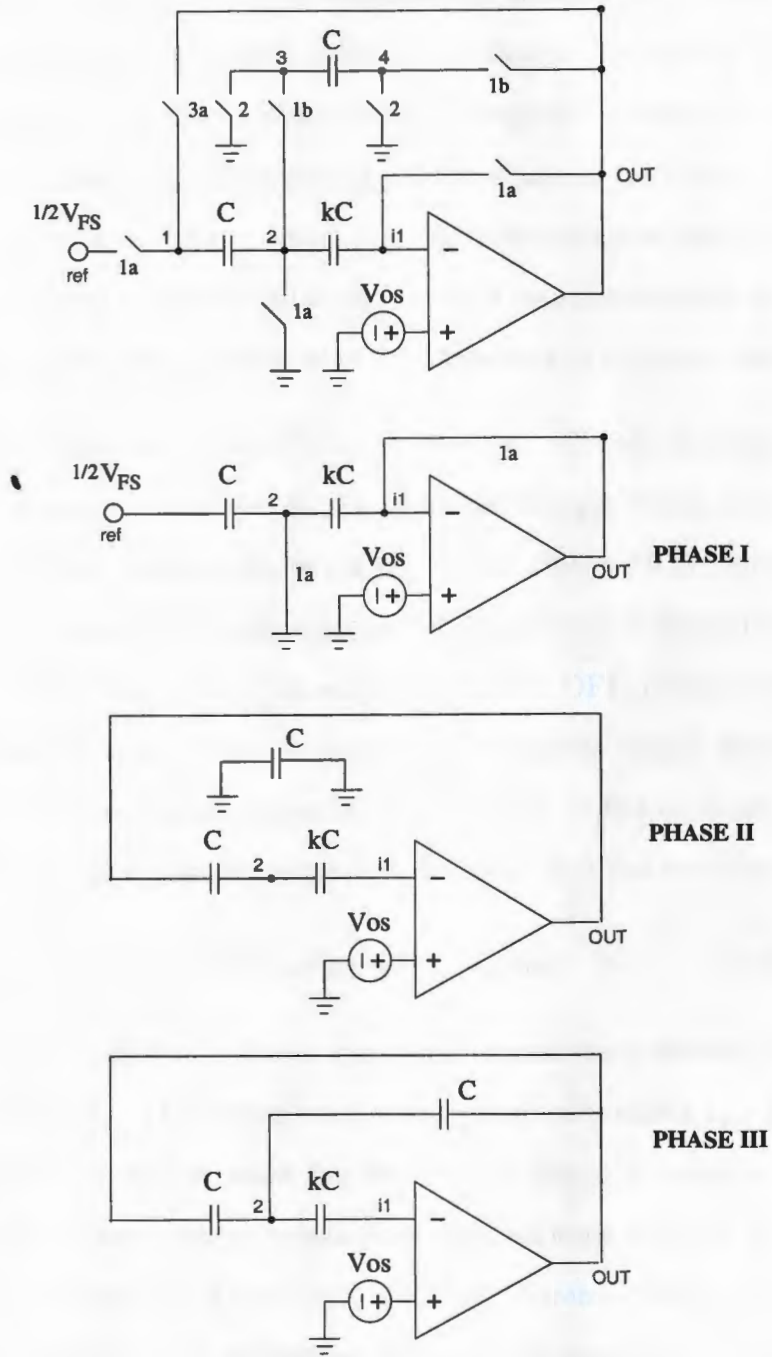 C
3 4
1b
3a 2 1b 2
1a
OUT
1/2VFS
C kC
1 2 i1 −
ref 1a
1a
Vos
+ +
1a
1/2VFS
C kC
2 i1 −
ref
Vos
PHASE I
1a
OUT
+ +
C
PHASE II
C kC
2 i1 −
Vos
OUT
+ +
C
PHASE III
C kC
2 i1 −
Vos
OUT
+ +